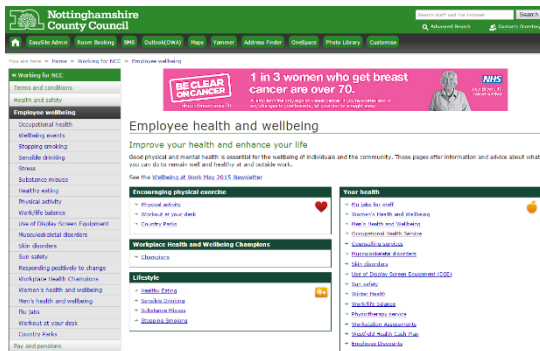 Nottinghamshire
County Council
Search staff and the intranet
Search
Advanced Search
Contacts Directory
EasySite Admin
Room Booking
BMS
Outlook(OWA)
Maps
Yammer
Address Finder
OneSpace
Photo Library
Customise
You are here » Home » Working for NCC » Employee wellbeing
« Working for NCC
Terms and conditions
Health and safety
Employee wellbeing
Occupational health
Wellbeing events
Stopping smoking
Sensible drinking
Stress
Substance misuse
Healthy eating
Physical activity
Work/life balance
Use of Display Screen Equipment
Musculoskeletal disorders
Skin disorders
Sun safety
Responding positively to change
Workplace Health Champions
Women's health and wellbeing
Men's health and wellbeing
Flu jabs
Workout at your desk
Country Parks
Pay and pensions
BE CLEAR
ON CANCER
1 in 3 women who get breast
cancer are over 70.
NHS
Employee health and wellbeing
Improve your health and enhance your life
Good physical and mental health is essential for the wellbeing of individuals and the community. These pages offer information and advice about what
you can do to remain well and healthy at and outside work.
See the Wellbeing at Work May 2015 Newsletter
Encouraging physical exercise
Physical activity
Workout at your desk
Country Parks
Workplace Health and Wellbeing Champions
Champions
Lifestyle
Healthy Eating
Sensible Drinking
Substance Misuse
Stopping Smoking
Your health
Flu jabs for staff
Women's Health and Wellbeing
Men's Health and Wellbeing
Occupational Health Service
Counselling services
Musculoskeletal disorders
Skin disorders
Use of Display Screen Equipment (DSE)
Sun safety
Winter Health
Work/life balance
Physiotherapy service
Workstation Assessments
Westfield Health Cash Plan
Employee Discounts